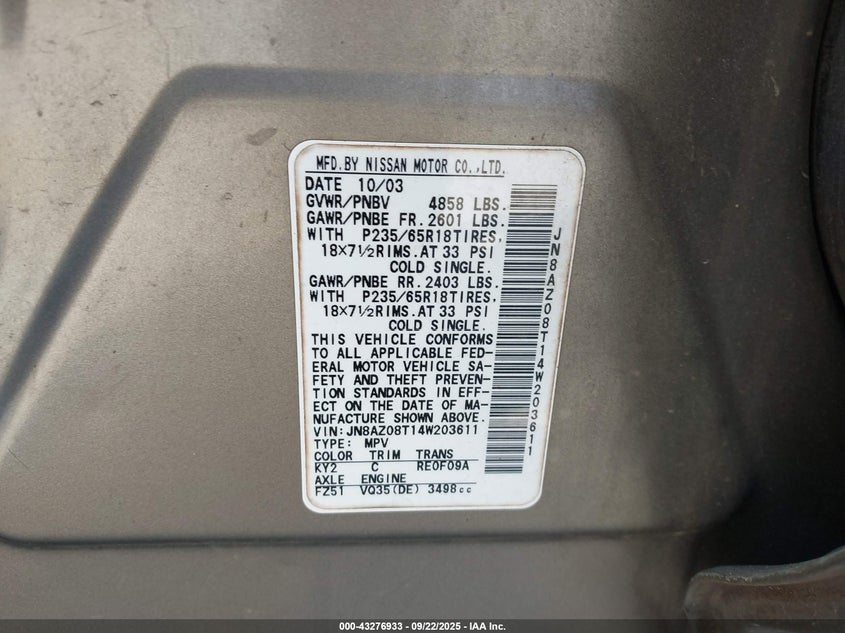 MFD.BY NISSAN MOTOR CO.,LTD.
DATE 10/03
GVWR/PNBV 4858 LBS.
GAWR/PNBE FR. 2601 LBS.
WITH P235/65R18TIRES,
18×7½RIMS.AT 33 PSI
COLD SINGLE.
GAWR/PNBE RR. 2403 LBS.
WITH P235/65R18TIRES,
18×7½RIMS.AT 33 PSI
COLD SINGLE.
THIS VEHICLE CONFORMS
TO ALL APPLICABLE FED-
ERAL MOTOR VEHICLE SA-
FETY AND THEFT PREVEN-
TION STANDARDS IN EFF-
ECT ON THE DATE OF MA-
NUFACTURE SHOWN ABOVE.
VIN:JN8AZ08T14W203611
TYPE: MPV
COLOR TRIM TRANS
KY2 C RE0F09A
AXLE ENGINE
FZ51 VQ35(DE) 3498cc
JN8AZ08T14W203611
000-43276933 - 09/22/2025 - IAA Inc.